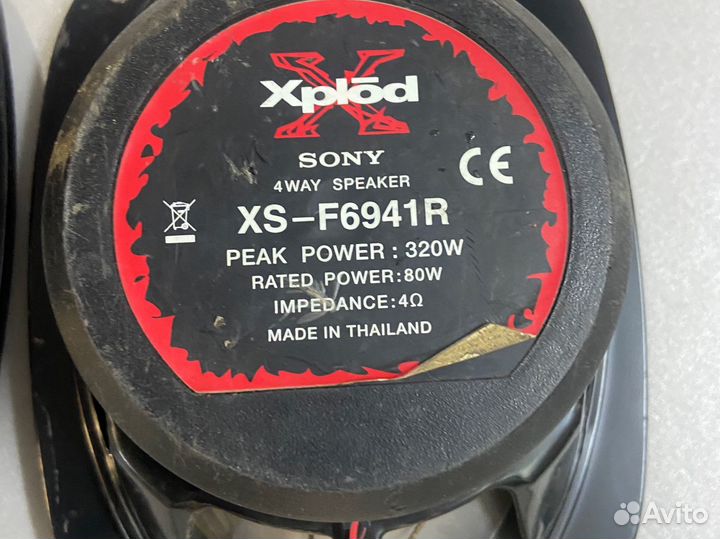 Xplōd
SONY
4WAY SPEAKER
CE
XS-F6941R
PEAK POWER : 320W
RATED POWER:80W
IMPEDANCE:4Ω
MADE IN THAILAND
Avito